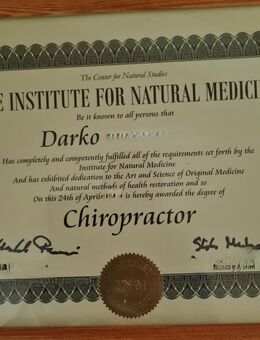 The Center for Natural Studies
E INSTITUTE FOR NATURAL MEDICIN
Be it known to all persons that
Darko
Has completely and competently fulfilled all of the requirements set forth by the
Institute for Natural Medicine
And has exhibited dedication to the Art and Science of Original Medicine
And natural methods of health restoration and so
On this 24th of April is hereby awarded the degree of
Chiropractor